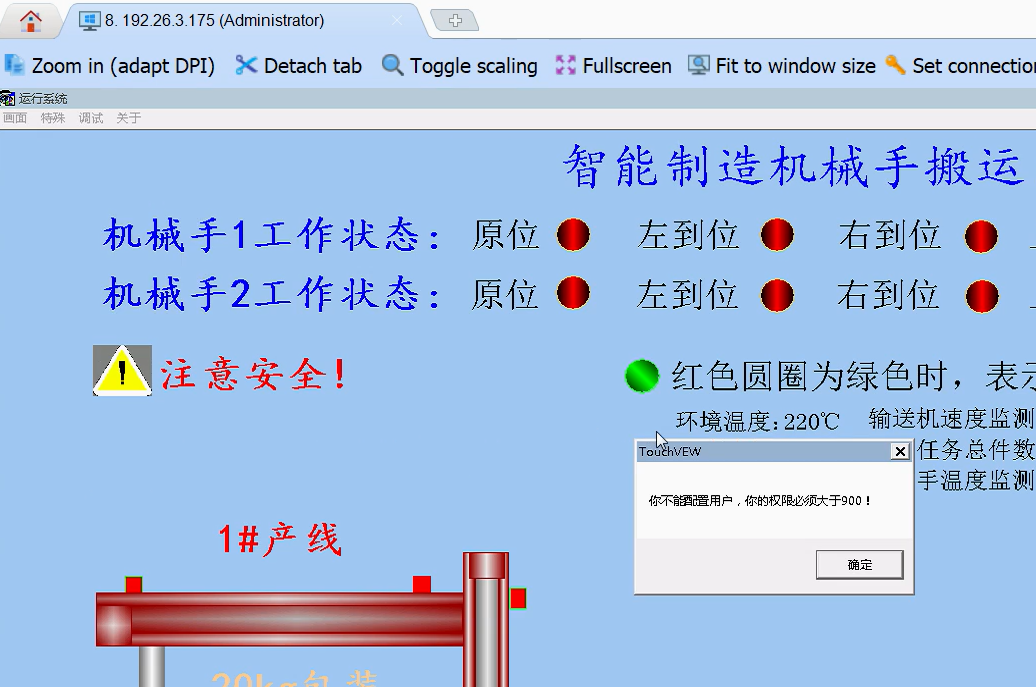 8. 192.26.3.175 (Administrator)
Zoom in (adapt DPI) Detach tab Toggle scaling Fullscreen Fit to window size Set connectio
运行系统
画面 特殊 调试 关于
智能制造机械手搬运
机械手1工作状态： 原位 左到位 右到位
机械手2工作状态： 原位 左到位 右到位
注意安全！
红色圆圈为绿色时，表示
环境温度:220℃ 输送机速度监测
任务总件数
手温度监测
TouchVEW
你不能配置用户，你的权限必须大于900！
确定
1#产线
20kg包装